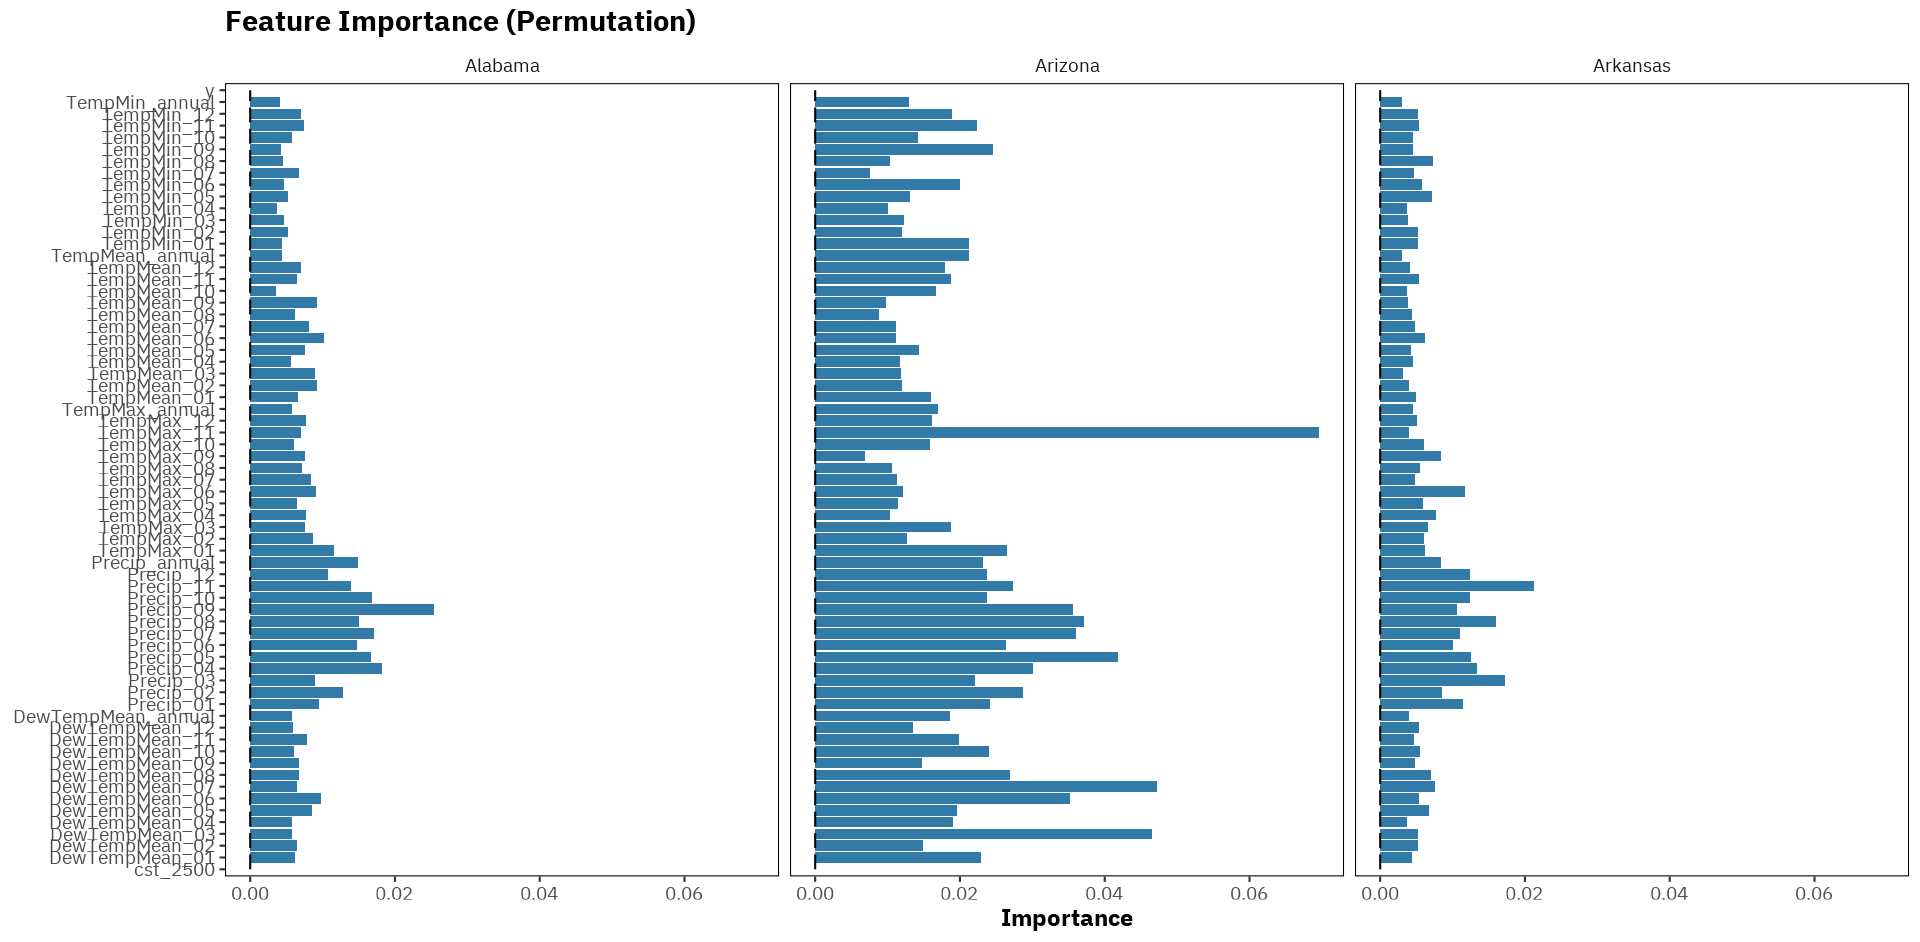 Feature Importance (Permutation)
Alabama
Arizona
Arkansas
y
TempMin_annual
TempMin_12
TempMin_11
TempMin_10
TempMin_09
TempMin_08
TempMin_07
TempMin_06
TempMin_05
TempMin_04
TempMin_03
TempMin_02
TempMin_01
TempMean_annual
TempMean_12
TempMean_11
TempMean_10
TempMean_09
TempMean_08
TempMean_07
TempMean_06
TempMean_05
TempMean_04
TempMean_03
TempMean_02
TempMean_01
TempMax_annual
TempMax_12
TempMax_11
TempMax_10
TempMax_09
TempMax_08
TempMax_07
TempMax_06
TempMax_05
TempMax_04
TempMax_03
TempMax_02
TempMax_01
Precip_annual
Precip_12
Precip_11
Precip_10
Precip_09
Precip_08
Precip_07
Precip_06
Precip_05
Precip_04
Precip_03
Precip_02
Precip_01
DewTempMean_annual
DewTempMean_12
DewTempMean_11
DewTempMean_10
DewTempMean_09
DewTempMean_08
DewTempMean_07
DewTempMean_06
DewTempMean_05
DewTempMean_04
DewTempMean_03
DewTempMean_02
DewTempMean_01
cst_2500
0.00 0.02 0.04 0.06
0.00 0.02 0.04 0.06
0.00 0.02 0.04 0.06
Importance